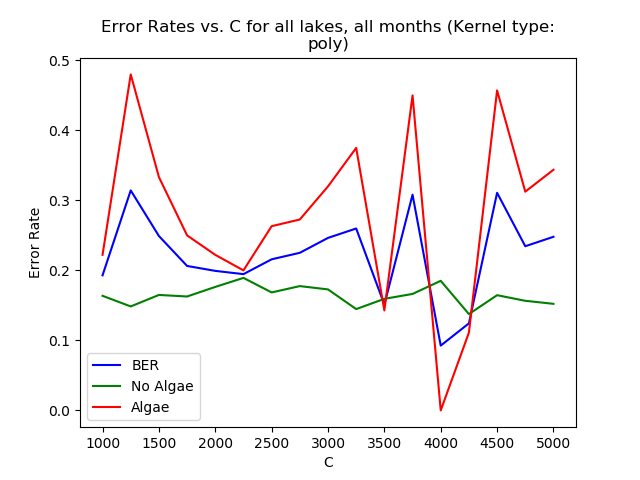 Error Rates vs. C for all lakes, all months (Kernel type:
poly)
Error Rate
0.5
0.4
0.3
0.2
0.1
0.0
BER
No Algae
Algae
1000 1500 2000 2500 3000 3500 4000 4500 5000
C